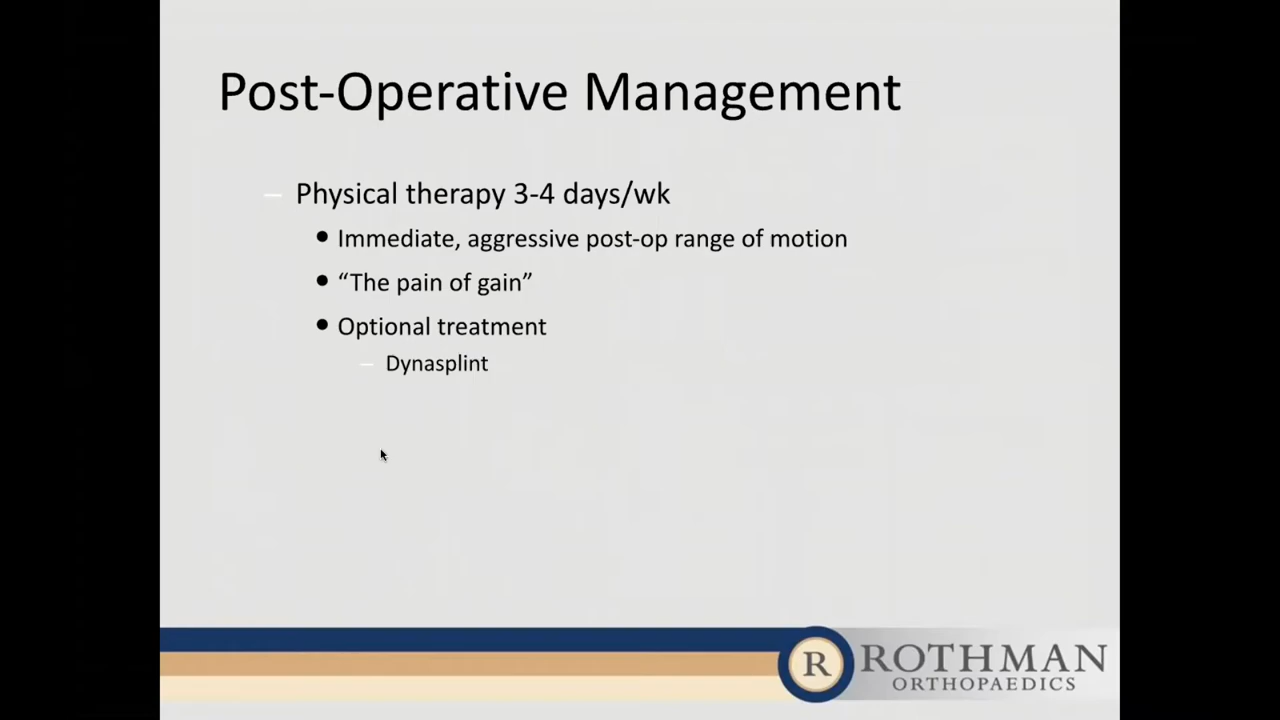 Post-Operative Management
– Physical therapy 3-4 days/wk
• Immediate, aggressive post-op range of motion
• “The pain of gain”
• Optional treatment
– Dynasplint
R ROTHMAN
ORTHOPAEDICS